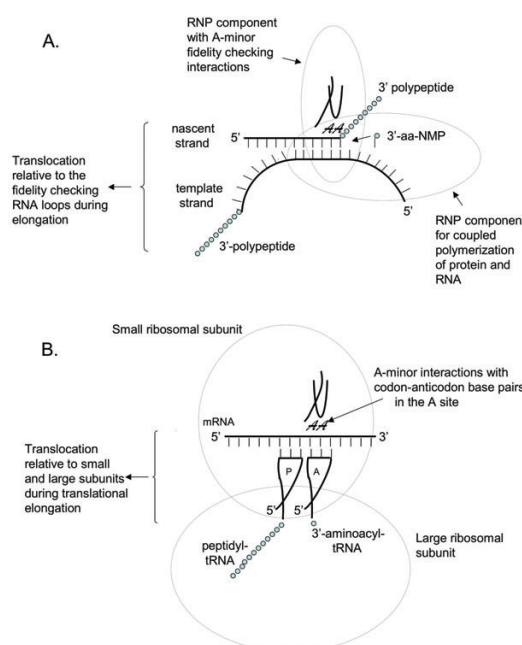 A.
RNP component
with A-minor
fidelity checking
interactions
3' polypeptide
AA
nascent
strand
5'
3'-aa-NMP
Translocation
relative to the
fidelity checking
RNA loops during
elongation
template
strand
5'
3'-polypeptide
RNP component
for coupled
polymerization
of protein and
RNA
B.
Small ribosomal subunit
A-minor interactions with
codon-anticodon base pairs
in the A site
AA
mRNA
5'
3'
Translocation
relative to small
and large subunits
during translational
elongation
P
A
5'
5'
3'-aminoacyl-
tRNA
peptidyl-
tRNA
Large ribosomal
subunit